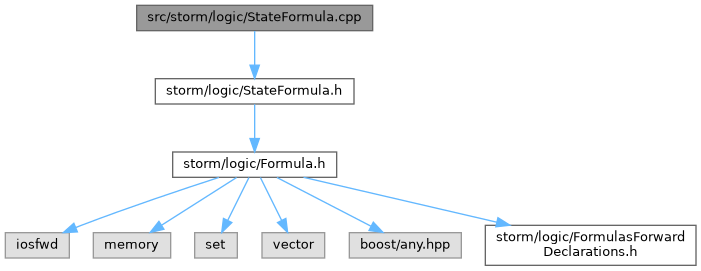 src/storm/logic/StateFormula.cpp
storm/logic/StateFormula.h
storm/logic/Formula.h
iosfwd
memory
set
vector
boost/any.hpp
storm/logic/FormulasForward
Declarations.h